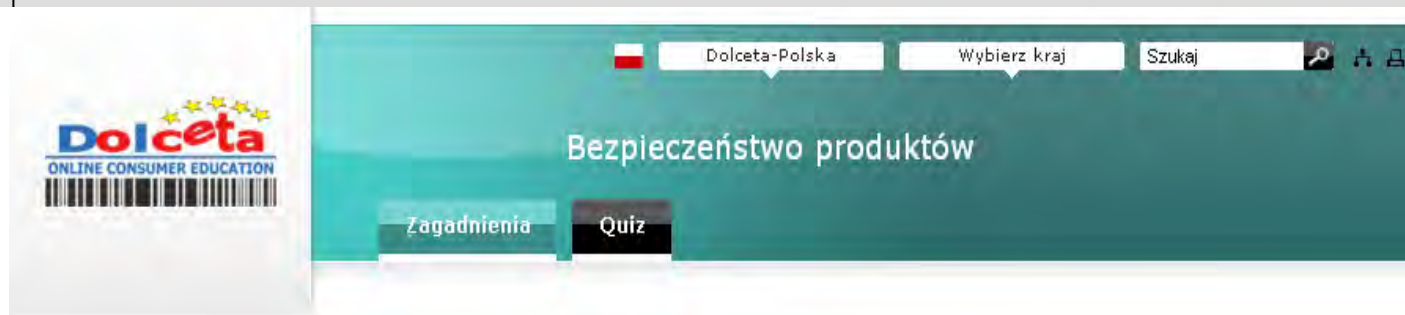 Dolceta-Polska
Wybierz kraj
Szukaj
Dolceta
ONLINE CONSUMER EDUCATION
Bezpieczeństwo produktów
Zagadnienia
Quiz